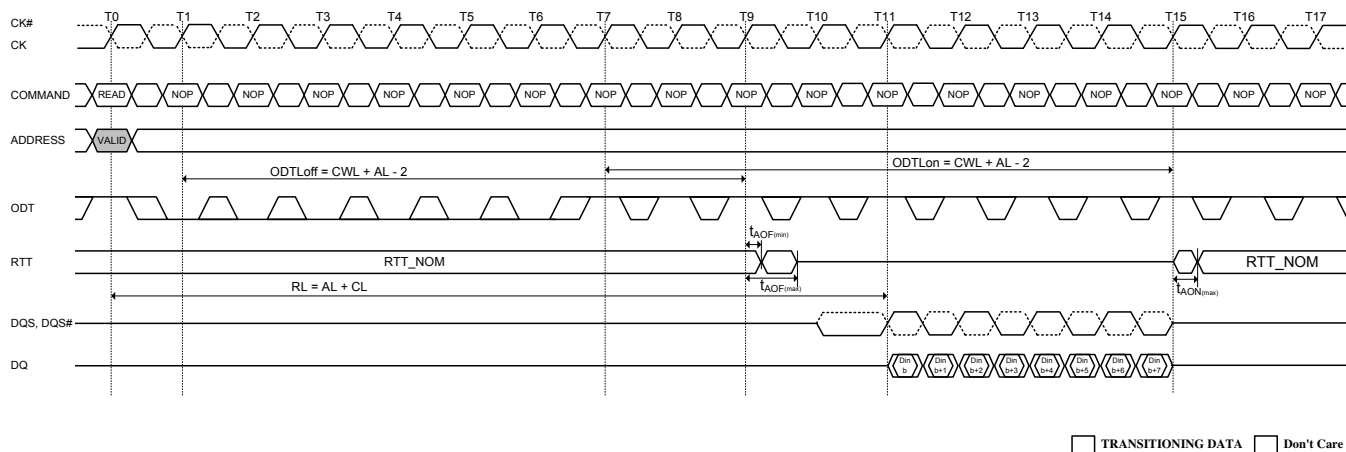 T0 T1 T2 T3 T4 T5 T6 T7 T8 T9 T10 T11 T12 T13 T14 T15 T16 T17
CK#
CK
COMMAND READ NOP NOP NOP NOP NOP NOP NOP NOP NOP NOP NOP NOP NOP NOP NOP NOP NOP
ADDRESS VALID
ODTLoff = CWL + AL - 2 ODTLon = CWL + AL - 2
ODT
tAOF(min)
RTT RTT_NOM RTT_NOM
tAOF(max) tAON(max)
RL = AL + CL
DQS, DQS#
DQ Din b Din b+1 Din b+2 Din b+3 Din b+4 Din b+5 Din b+6 Din b+7
TRANSITIONING DATA Don't Care